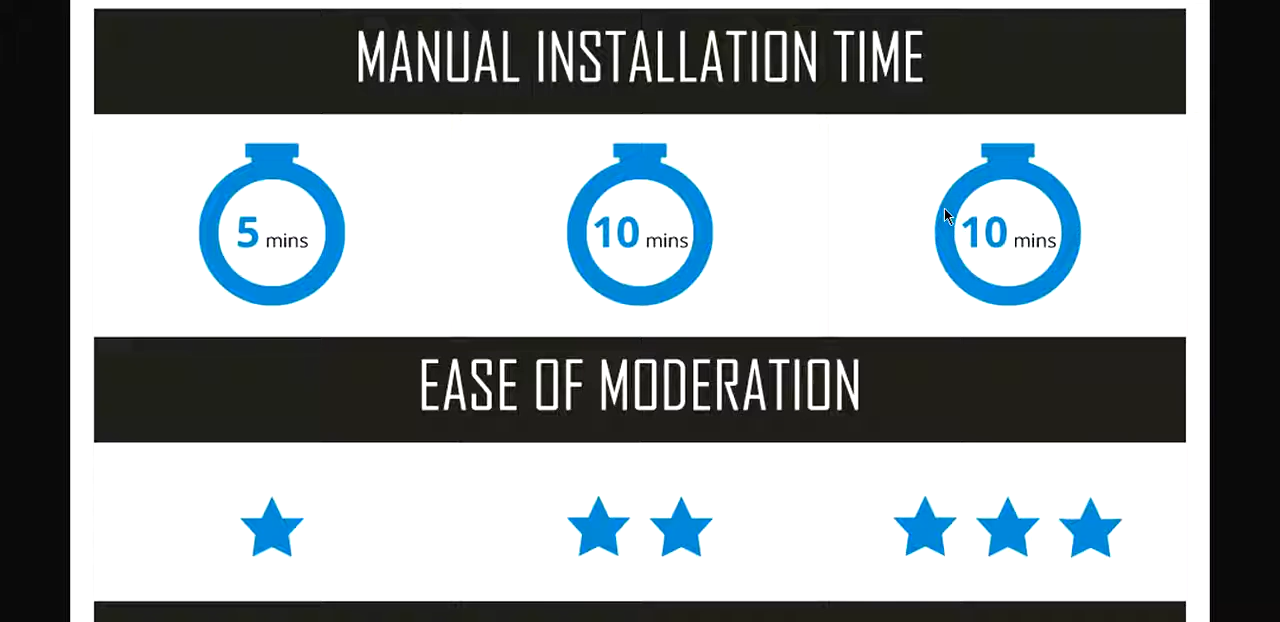 MANUAL INSTALLATION TIME
5 mins
10 mins
10 mins
EASE OF MODERATION